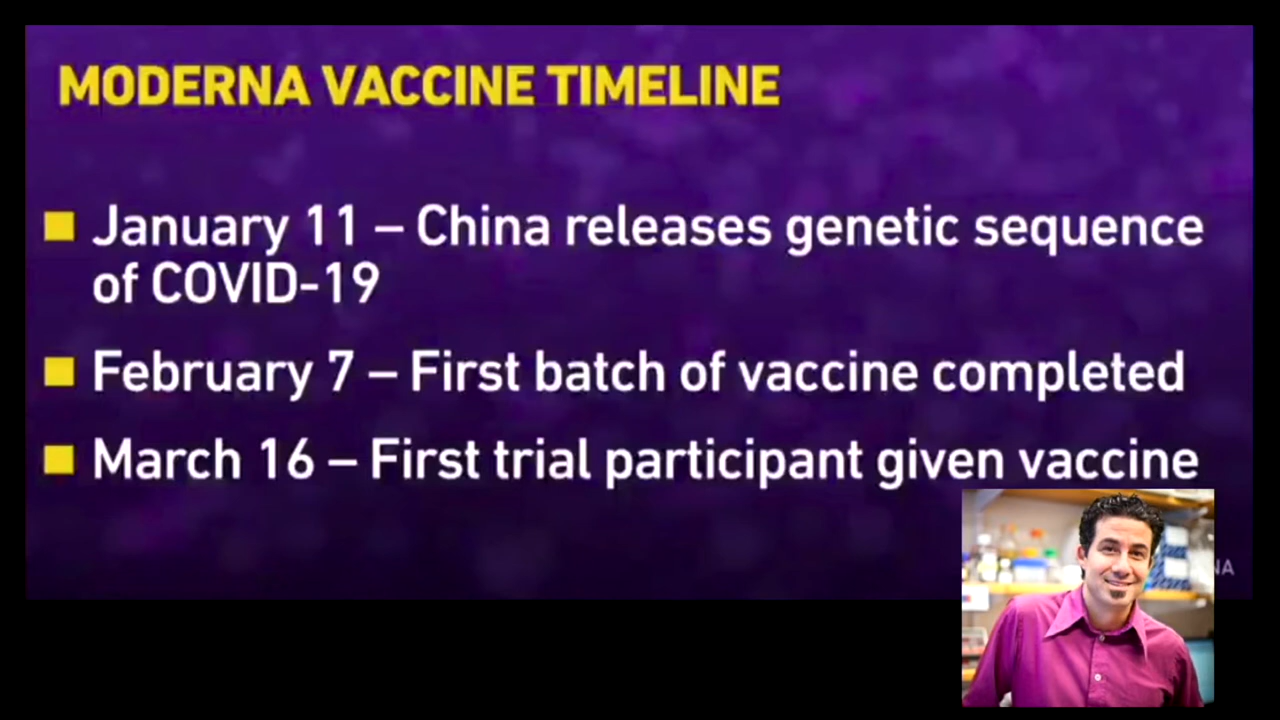 MODERNA VACCINE TIMELINE
January 11 – China releases genetic sequence
of COVID-19
February 7 – First batch of vaccine completed
March 16 – First trial participant given vaccine